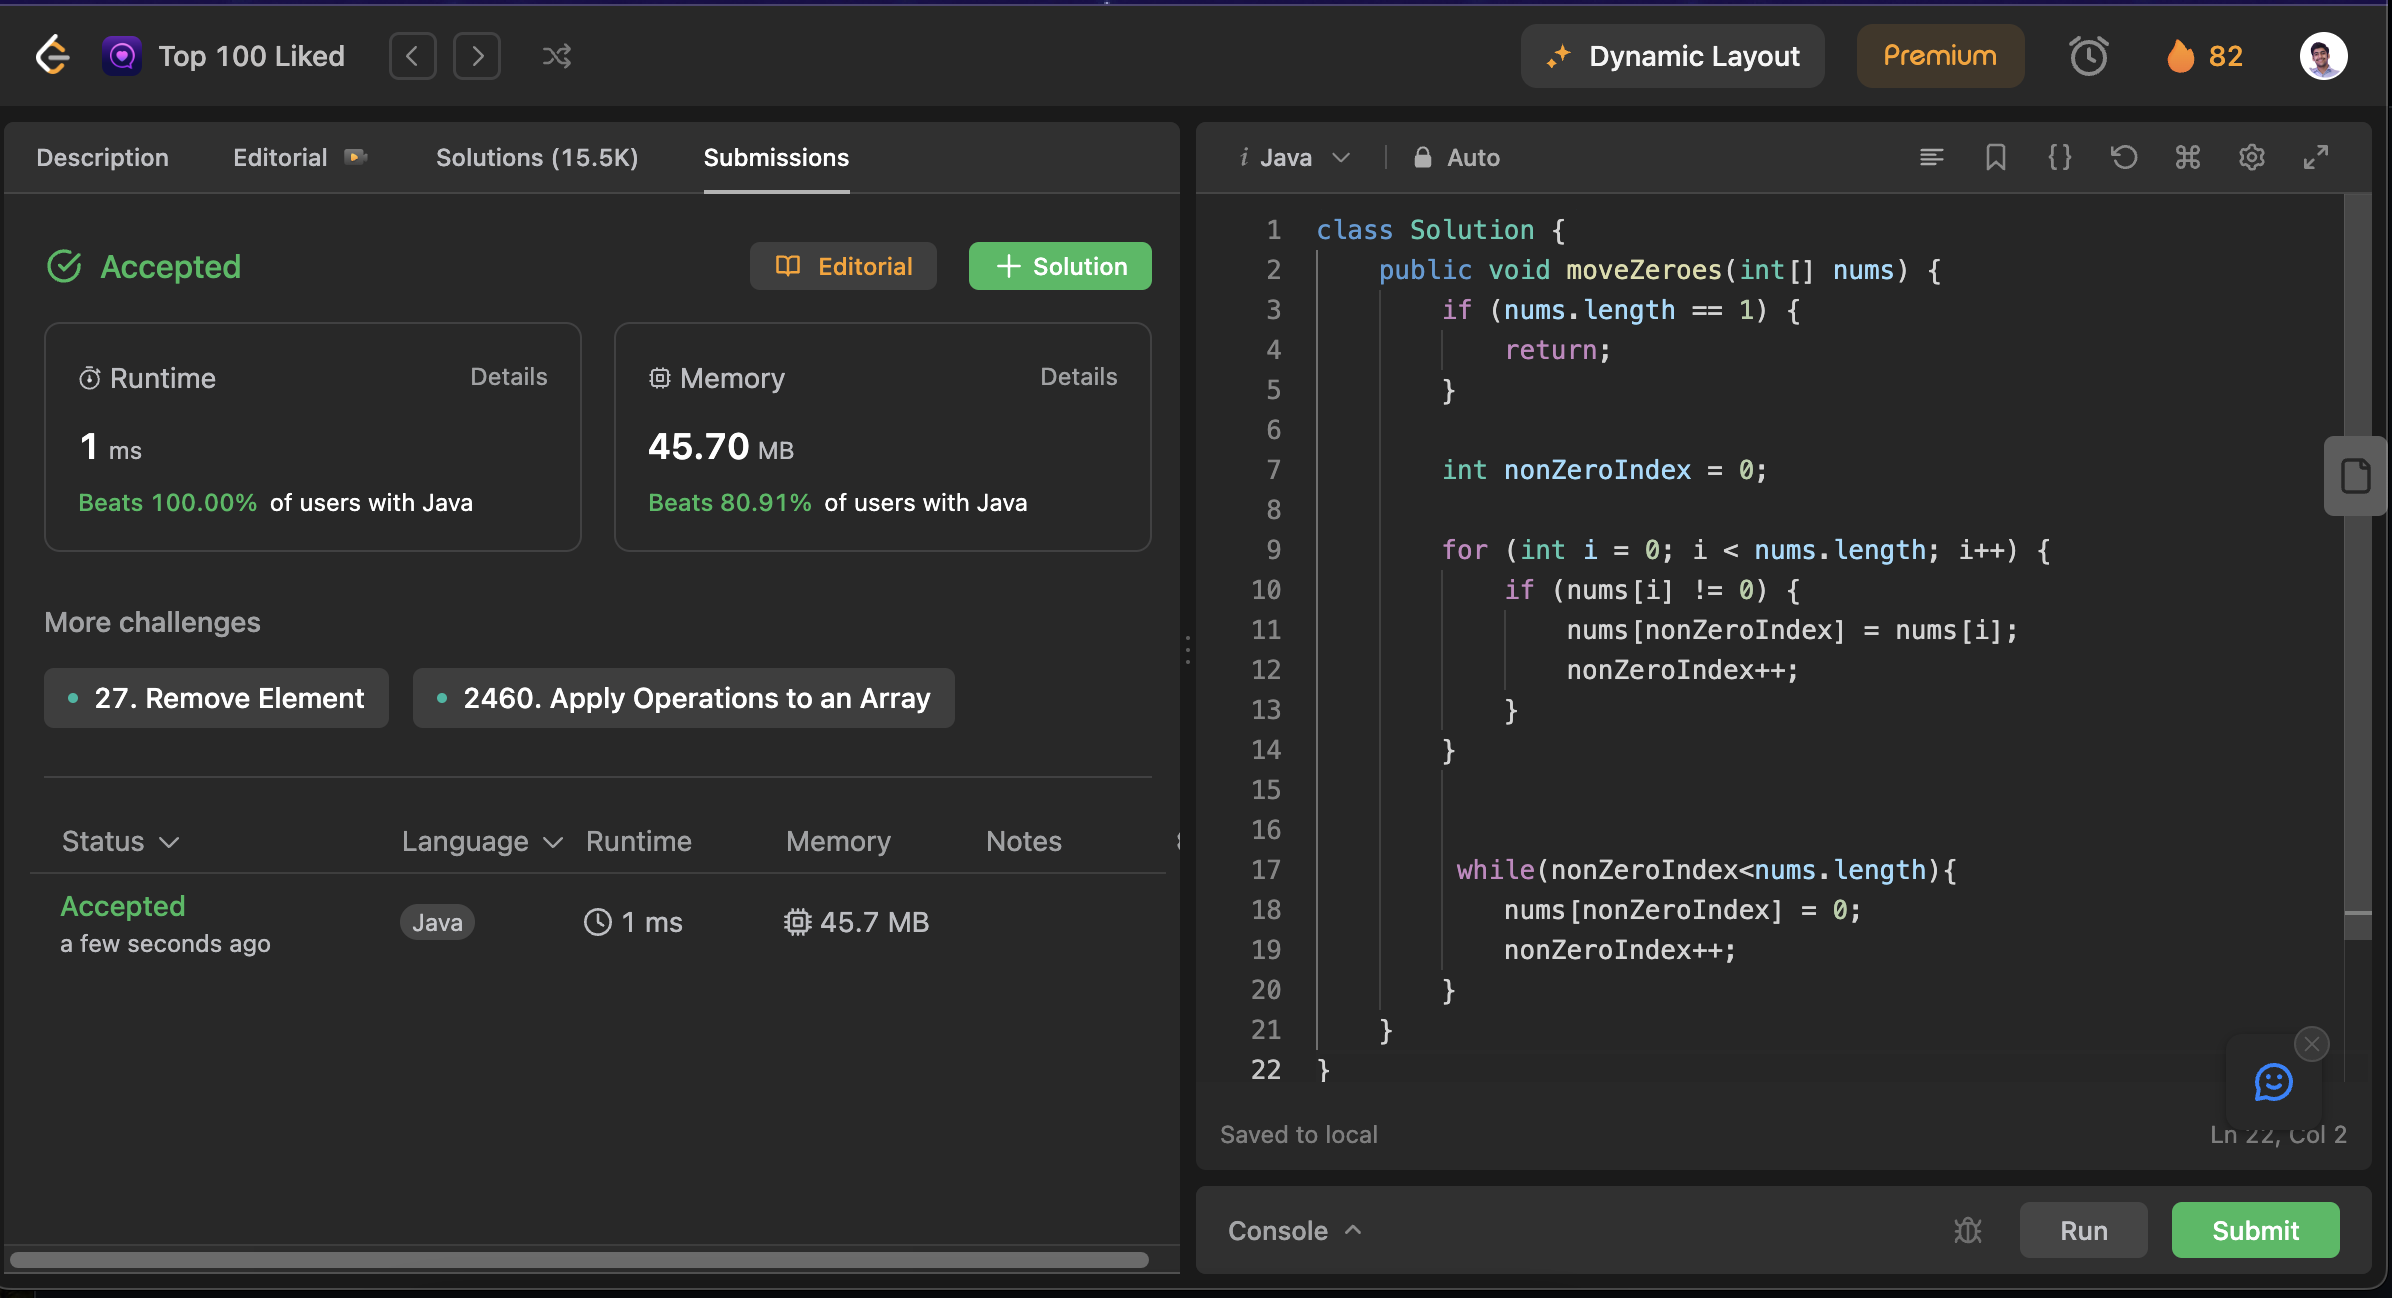 Top 100 Liked
Dynamic Layout
Premium
82
Description Editorial Solutions (15.5K) Submissions
Accepted
Editorial
+ Solution
Runtime Details
1 ms
Beats 100.00% of users with Java
Memory Details
45.70 MB
Beats 80.91% of users with Java
More challenges
27. Remove Element
2460. Apply Operations to an Array
Status Language Runtime Memory Notes
Accepted
a few seconds ago
Java 1 ms 45.7 MB
i Java Auto
1 class Solution {
2     public void moveZeroes(int[] nums) {
3         if (nums.length == 1) {
4             return;
5         }
6
7         int nonZeroIndex = 0;
8
9         for (int i = 0; i < nums.length; i++) {
10             if (nums[i] != 0) {
11                 nums[nonZeroIndex] = nums[i];
12                 nonZeroIndex++;
13             }
14         }
15
16
17          while(nonZeroIndex<nums.length){
18             nums[nonZeroIndex] = 0;
19             nonZeroIndex++;
20         }
21     }
22 }
Saved to local
Ln 22, Col 2
Console
Run
Submit